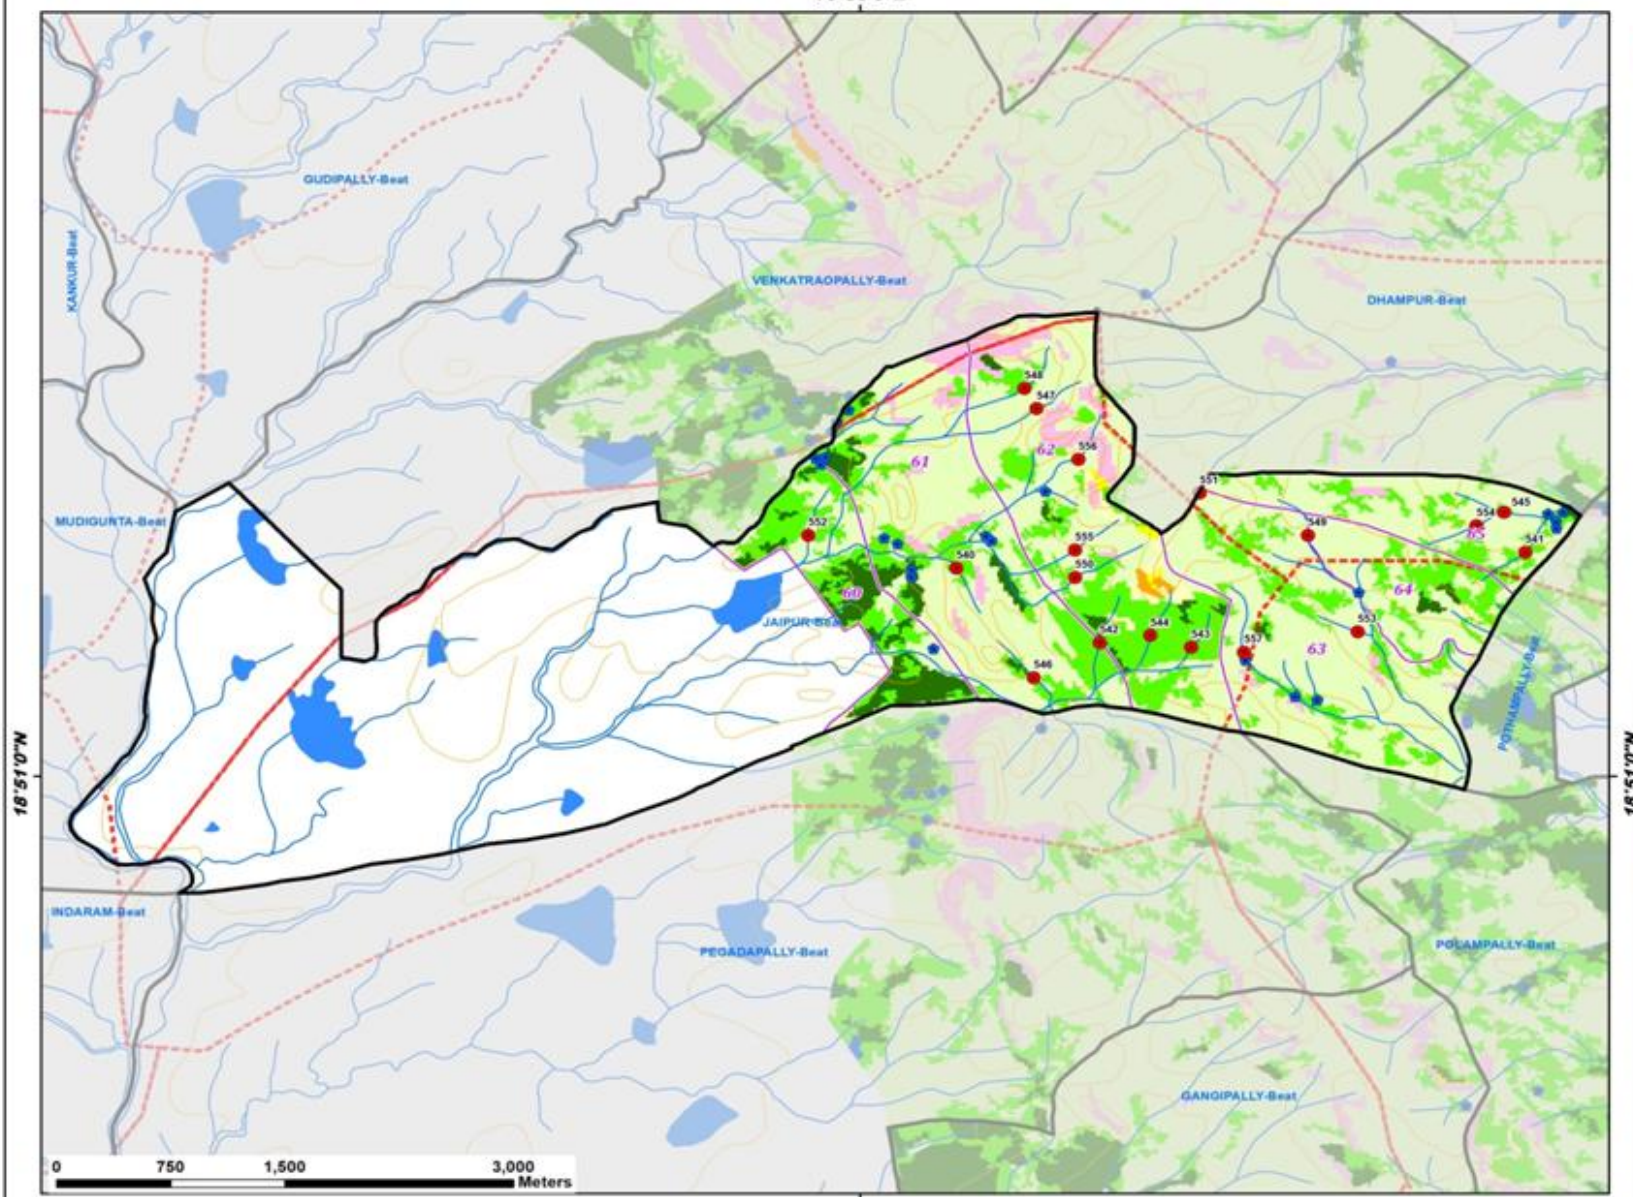 GUDIPALLY-Beat
KANKUR-Beat
VENKATRAOPALLY-Beat
DHAMPUR-Beat
548
547
61
62
556
551
545
554
65
549
541
MUDIGUNTA-Beat
552
555
540
550
60
64
JAIPUR-Beat
544
542
543
553
557
63
546
POTHAMPALLY-Beat
18°51'0"N
18°51'0"N
INDARAM-Beat
PEGADAPALLY-Beat
POLAMPALLY-Beat
GANGIPALLY-Beat
0 750 1,500 3,000
Meters